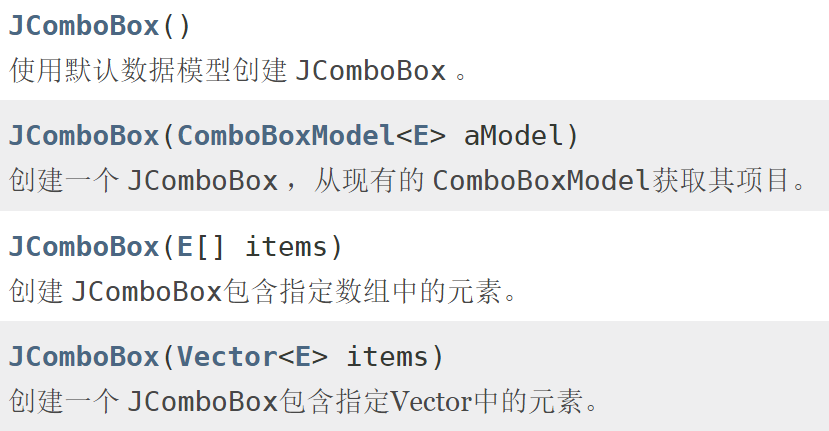 JComboBox()
使用默认数据模型创建 JComboBox 。
JComboBox(ComboBoxModel<E> aModel)
创建一个 JComboBox ，从现有的 ComboBoxModel获取其项目。
JComboBox(E[] items)
创建 JComboBox包含指定数组中的元素。
JComboBox(Vector<E> items)
创建一个 JComboBox包含指定Vector中的元素。